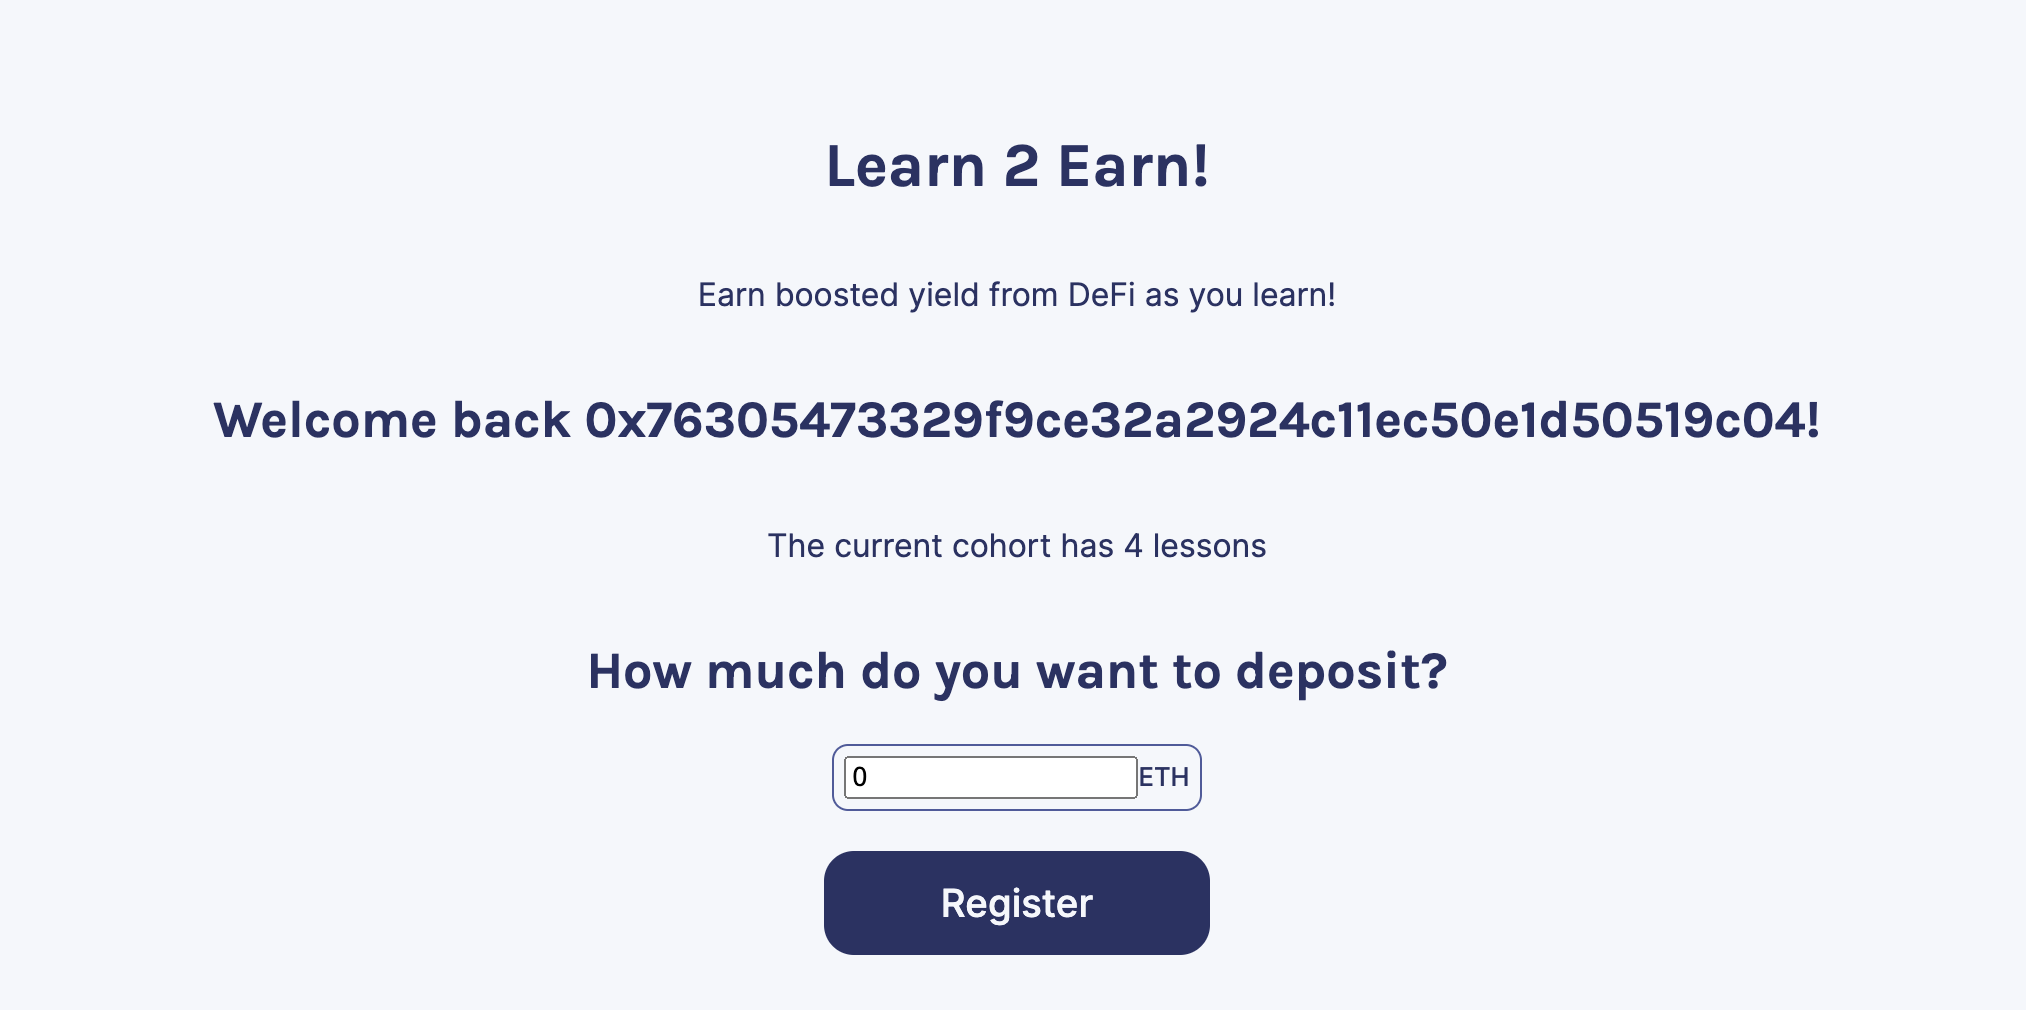 Learn 2 Earn!
Earn boosted yield from DeFi as you learn!
Welcome back 0x76305473329f9ce32a2924c11ec50e1d50519c04!
The current cohort has 4 lessons
How much do you want to deposit?
0 ETH
Register